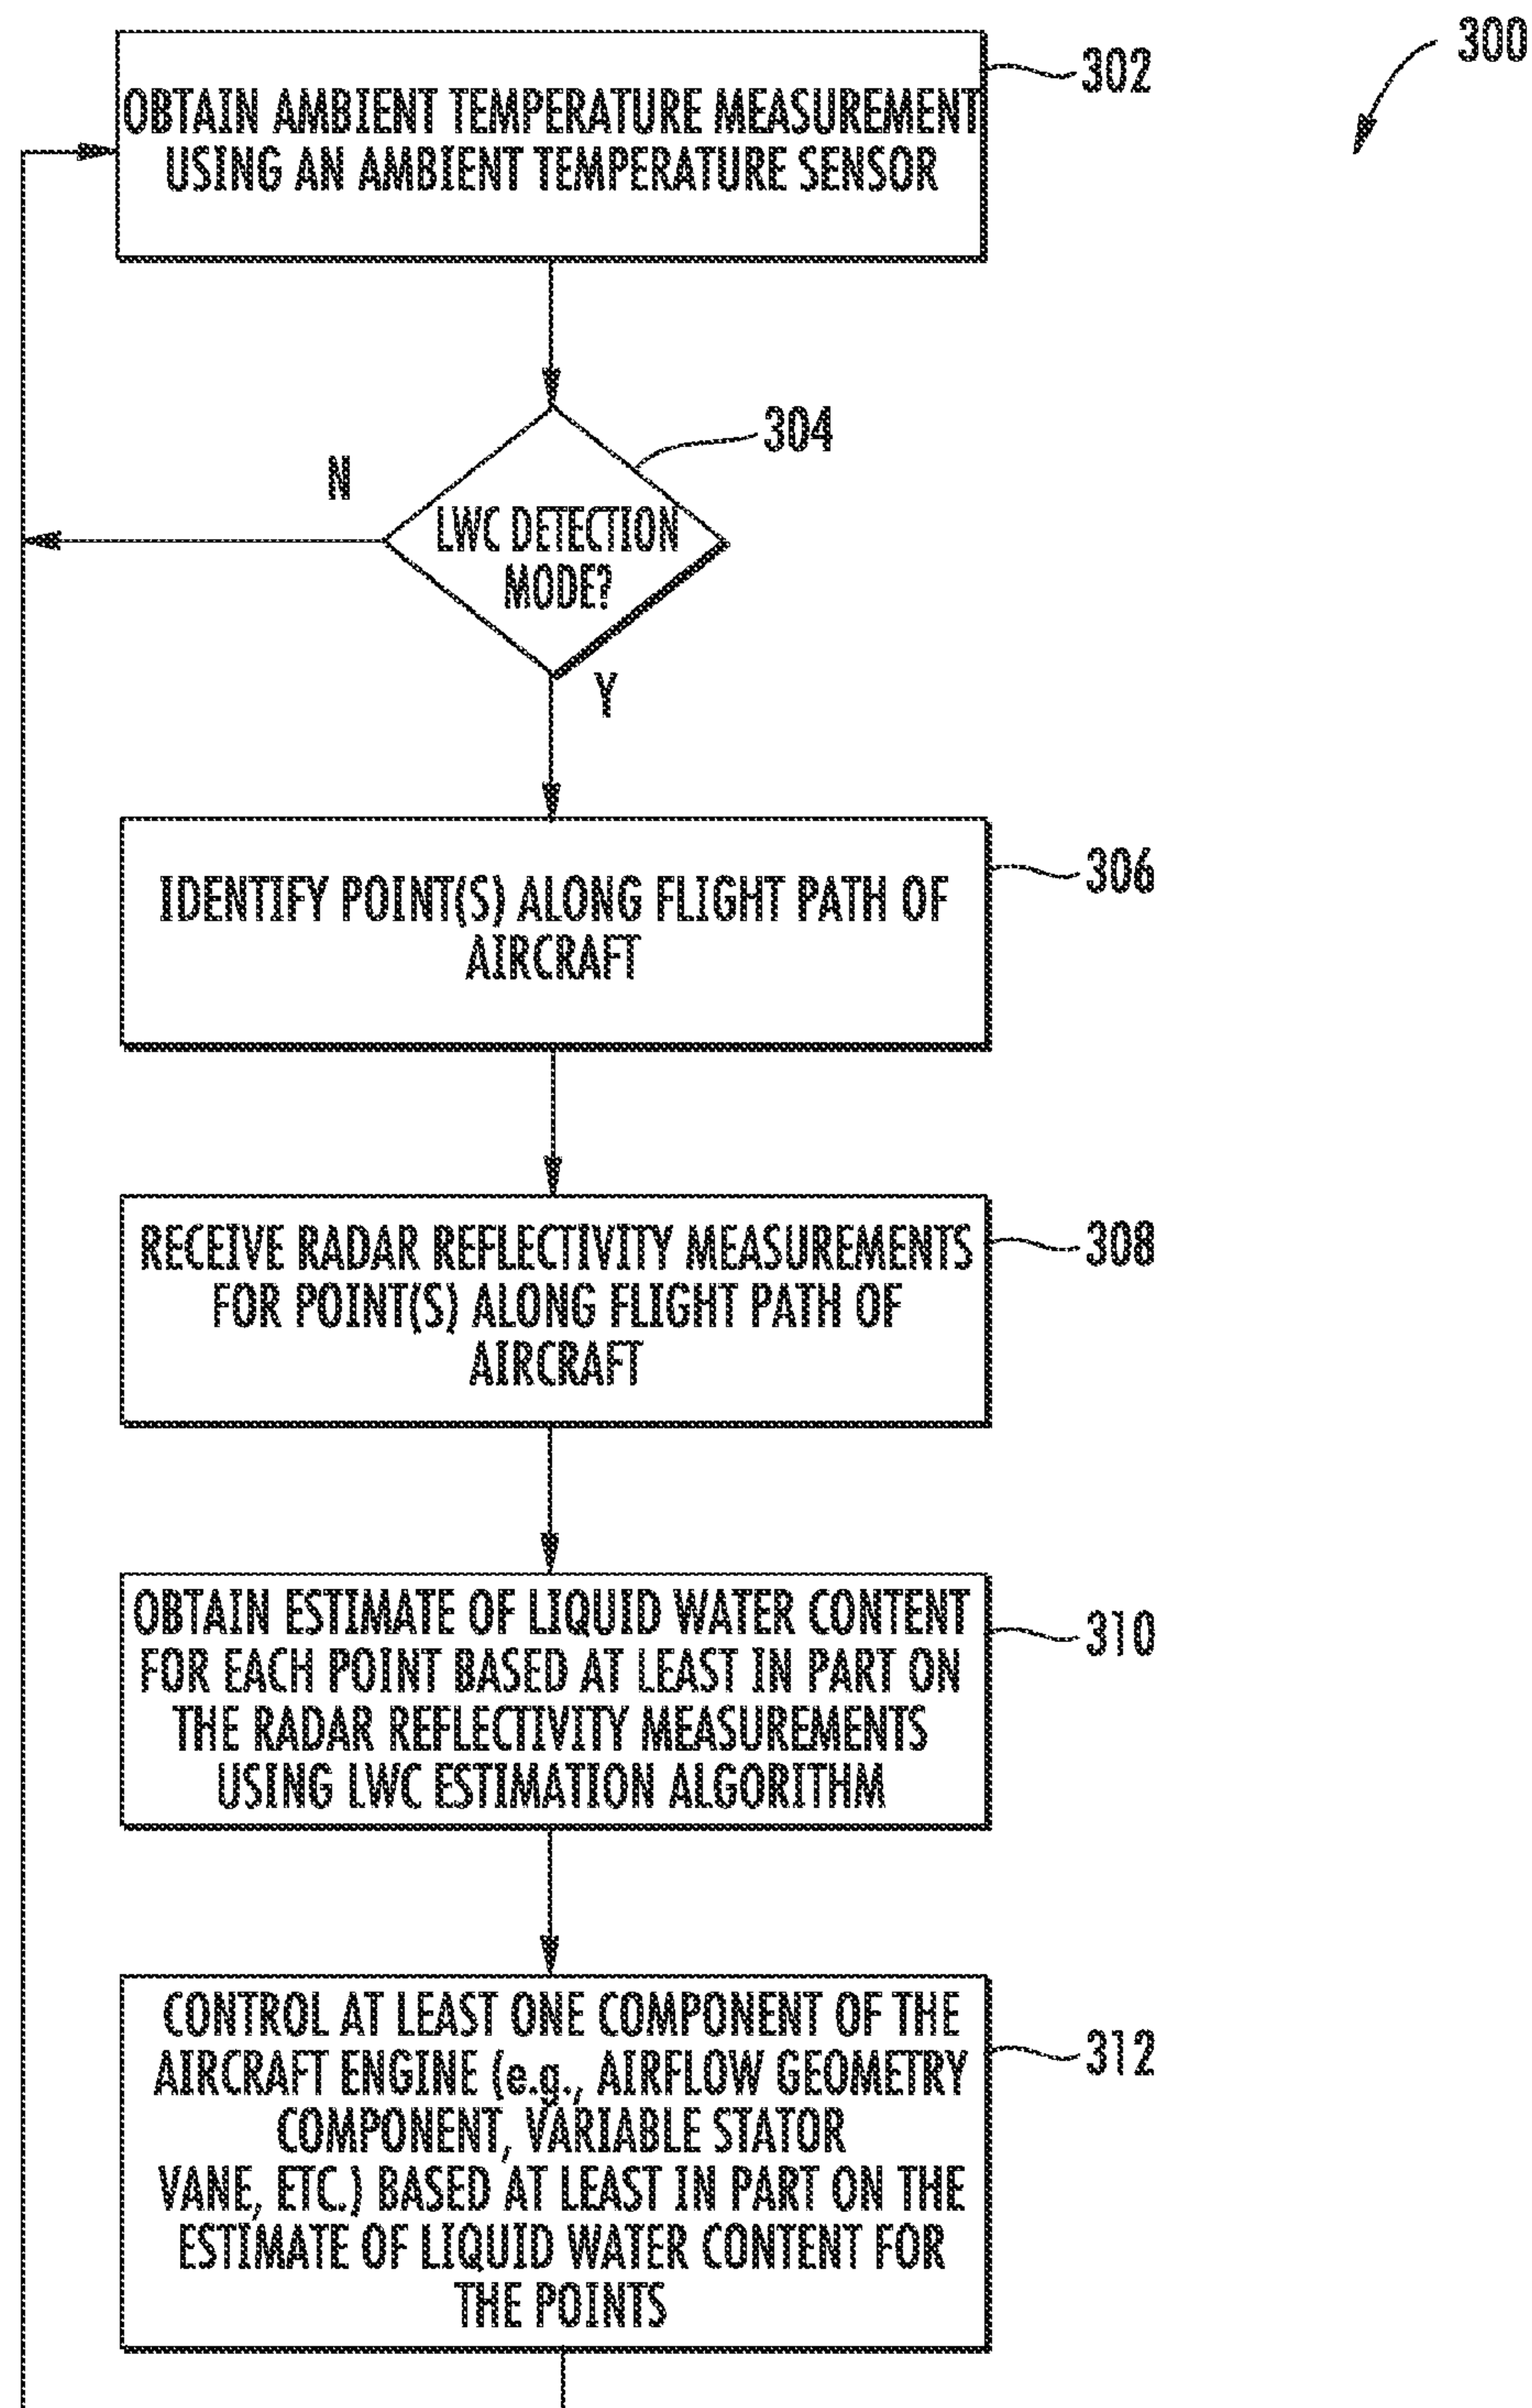 300
OBTAIN AMBIENT TEMPERATURE MEASUREMENT
USING AN AMBIENT TEMPERATURE SENSOR
302
LWC DETECTION
MODE?
304
N
Y
IDENTIFY POINT(S) ALONG FLIGHT PATH OF
AIRCRAFT
306
RECEIVE RADAR REFLECTIVITY MEASUREMENTS
FOR POINT(S) ALONG FLIGHT PATH OF
AIRCRAFT
308
OBTAIN ESTIMATE OF LIQUID WATER CONTENT
FOR EACH POINT BASED AT LEAST IN PART ON
THE RADAR REFLECTIVITY MEASUREMENTS
USING LWC ESTIMATION ALGORITHM
310
CONTROL AT LEAST ONE COMPONENT OF THE
AIRCRAFT ENGINE (e.g., AIRFLOW GEOMETRY
COMPONENT, VARIABLE STATOR
VANE, ETC.) BASED AT LEAST IN PART ON THE
ESTIMATE OF LIQUID WATER CONTENT FOR
THE POINTS
312